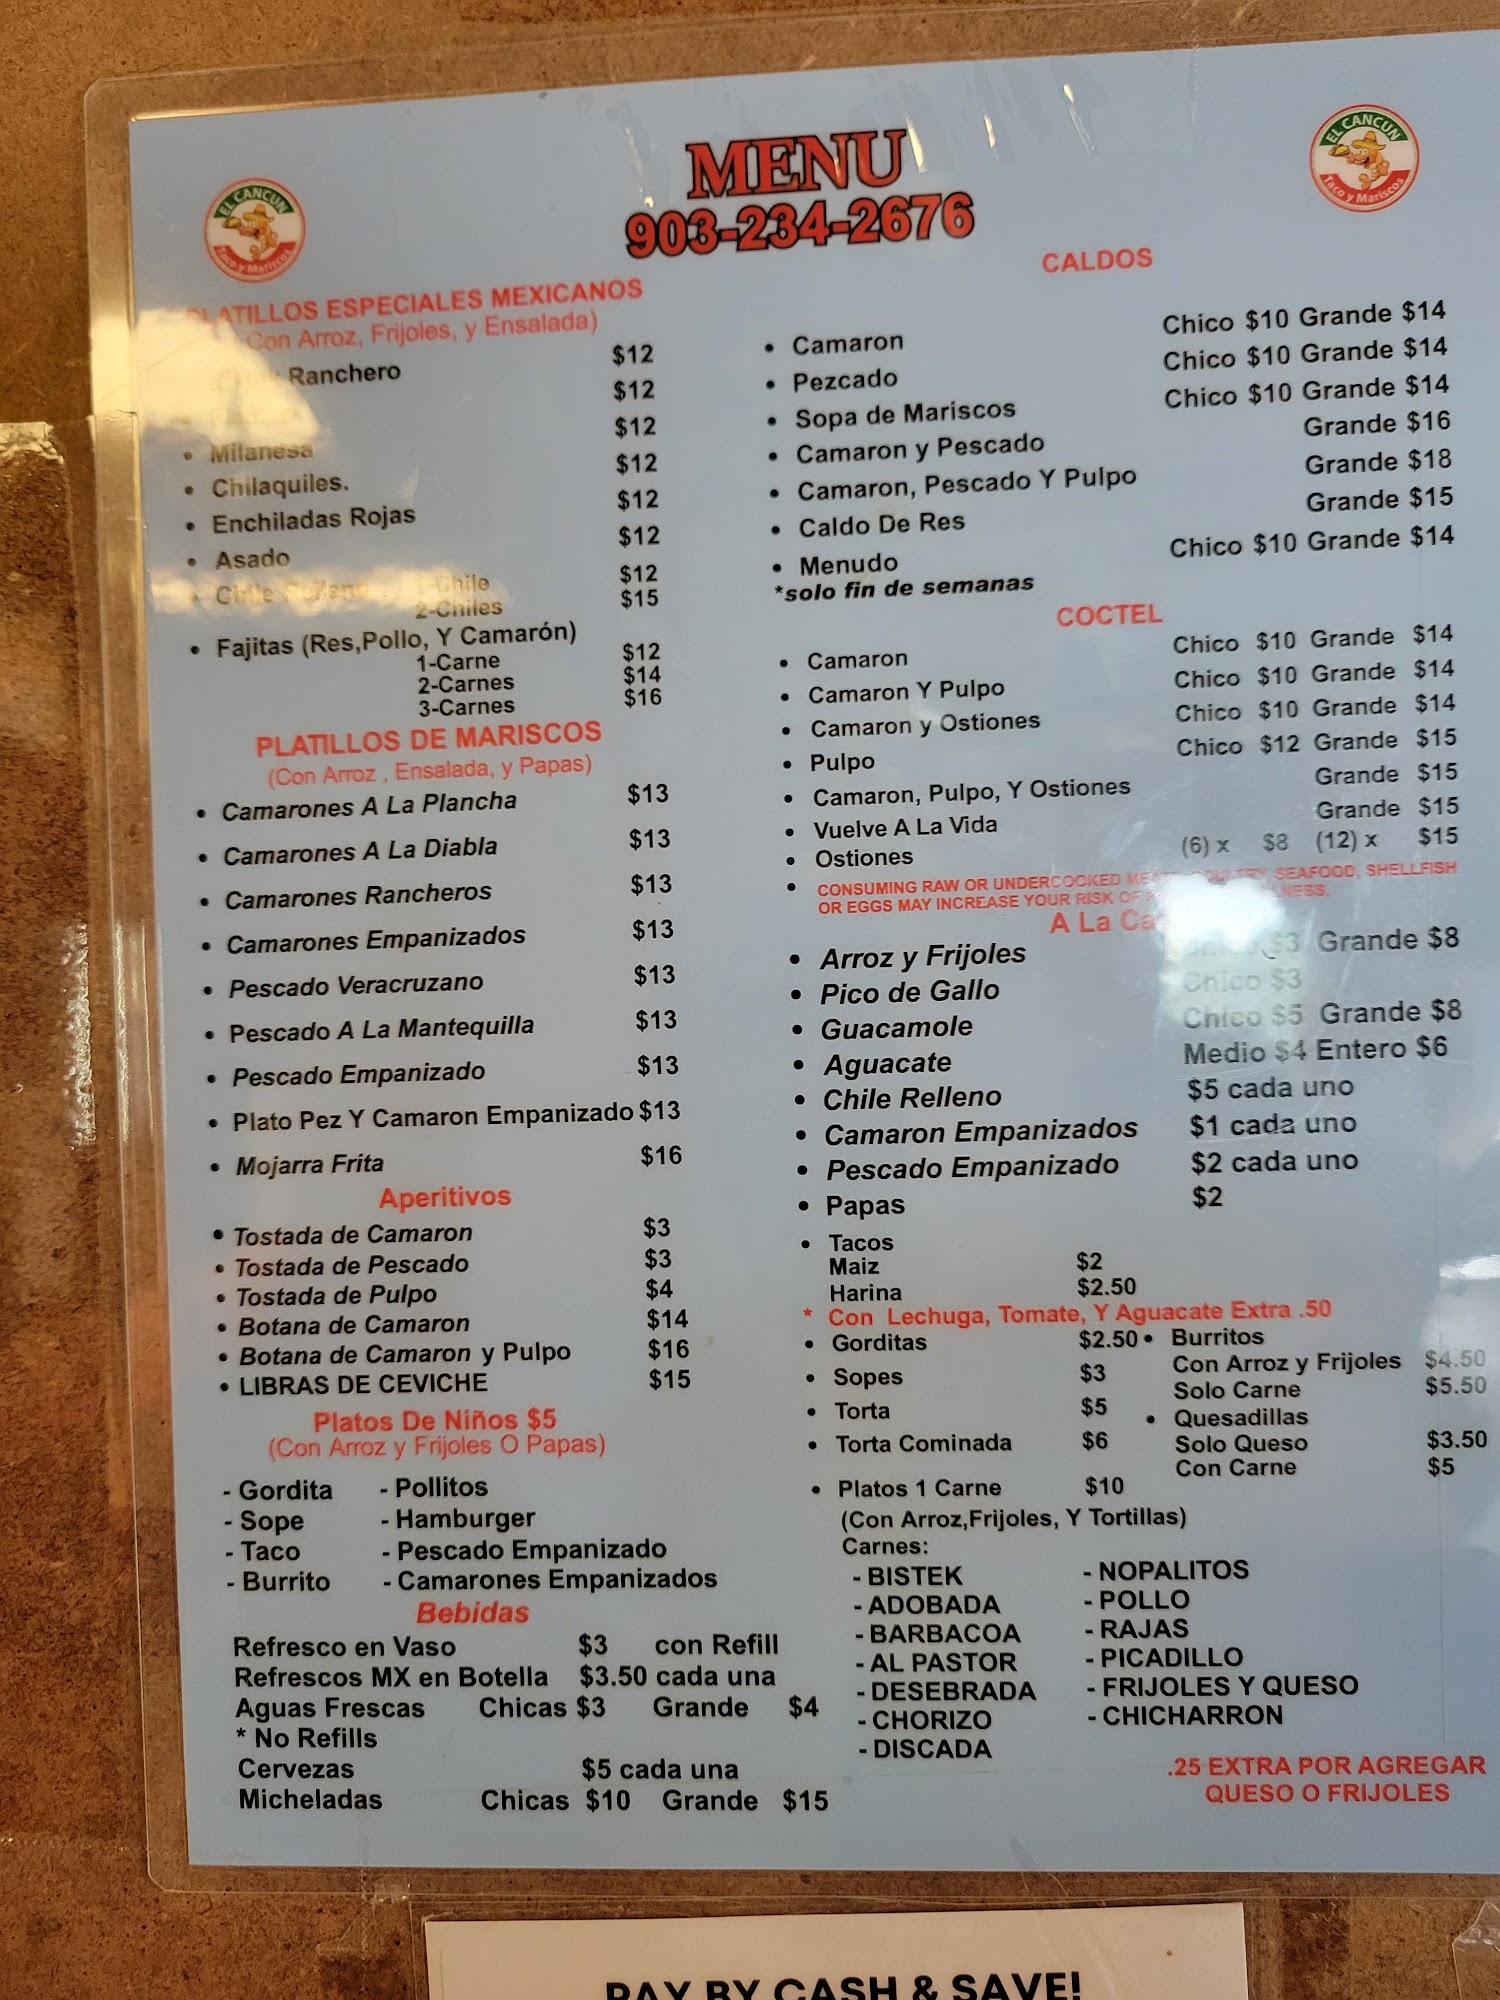 MENU
903-234-2676
EL CANCUN
Taco y Mariscos
EL CANCUN
Taco y Mariscos
PLATILLOS ESPECIALES MEXICANOS
Con Arroz, Frijoles, y Ensalada)
Ranchero $12
$12
• Milanesa $12
• Chilaquiles. $12
• Enchiladas Rojas $12
• Asado $12
• Chile Relleno 1-Chile $12
2-Chiles $15
• Fajitas (Res,Pollo, Y Camarón)
1-Carne $12
2-Carnes $14
3-Carnes $16
PLATILLOS DE MARISCOS
(Con Arroz , Ensalada, y Papas)
• Camarones A La Plancha $13
• Camarones A La Diabla $13
• Camarones Rancheros $13
• Camarones Empanizados $13
• Pescado Veracruzano $13
• Pescado A La Mantequilla $13
• Pescado Empanizado $13
• Plato Pez Y Camaron Empanizado $13
• Mojarra Frita $16
Aperitivos
• Tostada de Camaron $3
• Tostada de Pescado $3
• Tostada de Pulpo $4
• Botana de Camaron $14
• Botana de Camaron y Pulpo $16
• LIBRAS DE CEVICHE $15
Platos De Niños $5
(Con Arroz y Frijoles O Papas)
- Gordita - Pollitos
- Sope - Hamburger
- Taco - Pescado Empanizado
- Burrito - Camarones Empanizados
Bebidas
Refresco en Vaso $3 con Refill
Refrescos MX en Botella $3.50 cada una
Aguas Frescas Chicas $3 Grande $4
* No Refills
Cervezas $5 cada una
Micheladas Chicas $10 Grande $15
CALDOS
• Camaron Chico $10 Grande $14
• Pezcado Chico $10 Grande $14
• Sopa de Mariscos Chico $10 Grande $14
• Camaron y Pescado Grande $16
• Camaron, Pescado Y Pulpo Grande $18
• Caldo De Res Grande $15
• Menudo Chico $10 Grande $14
*solo fin de semanas
COCTEL
• Camaron Chico $10 Grande $14
• Camaron Y Pulpo Chico $10 Grande $14
• Camaron y Ostiones Chico $10 Grande $14
• Pulpo Chico $12 Grande $15
• Camaron, Pulpo, Y Ostiones Grande $15
• Vuelve A La Vida Grande $15
• Ostiones (6) x $8 (12) x $15
• CONSUMING RAW OR UNDERCOOKED SEAFOOD, SHELLFISH
OR EGGS MAY INCREASE YOUR RISK OF
A La
• Arroz y Frijoles Chico $3 Grande $8
• Pico de Gallo Chico $3
• Guacamole Chico $5 Grande $8
• Aguacate Medio $4 Entero $6
• Chile Relleno $5 cada uno
• Camaron Empanizados $1 cada uno
• Pescado Empanizado $2 cada uno
• Papas $2
• Tacos
Maiz $2
Harina $2.50
* Con Lechuga, Tomate, Y Aguacate Extra .50
• Gorditas $2.50
• Sopes $3
• Torta $5
• Torta Cominada $6
• Burritos
Con Arroz y Frijoles $4.50
Solo Carne $5.50
• Quesadillas
Solo Queso $3.50
Con Carne $5
• Platos 1 Carne $10
(Con Arroz,Frijoles, Y Tortillas)
Carnes:
- BISTEK - NOPALITOS
- ADOBADA - POLLO
- BARBACOA - RAJAS
- AL PASTOR - PICADILLO
- DESEBRADA - FRIJOLES Y QUESO
- CHORIZO - CHICHARRON
- DISCADA
.25 EXTRA POR AGREGAR
QUESO O FRIJOLES
PAY BY CASH & SAVE!